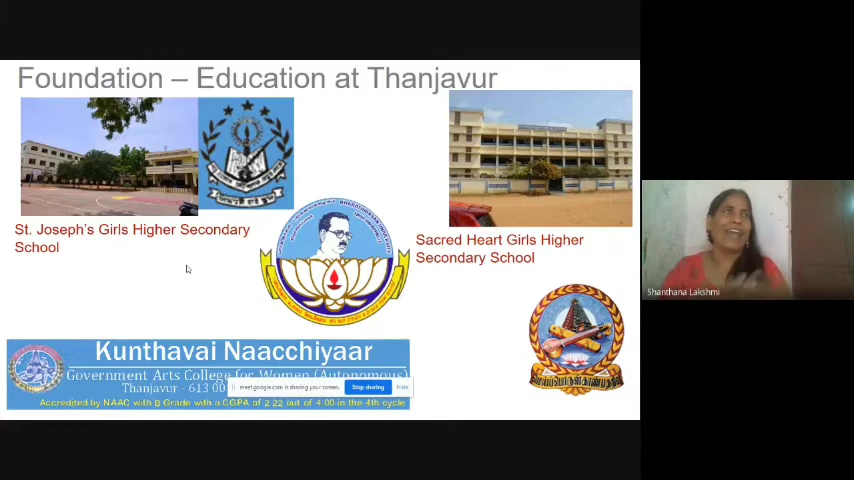 Foundation – Education at Thanjavur
St. Joseph's Girls Higher Secondary
School
Sacred Heart Girls Higher
Secondary School
Shanthana Lakshmi
Kunthavai Naacchiyaar
Government Arts College for Women (Autonomous)
Thanjavur - 613 00
meet.google.com is sharing your screen.
Stop sharing
Hide
Accredited by NAAC with B Grade with a CGPA of 2.22 out of 4.00 in the 4th cycle